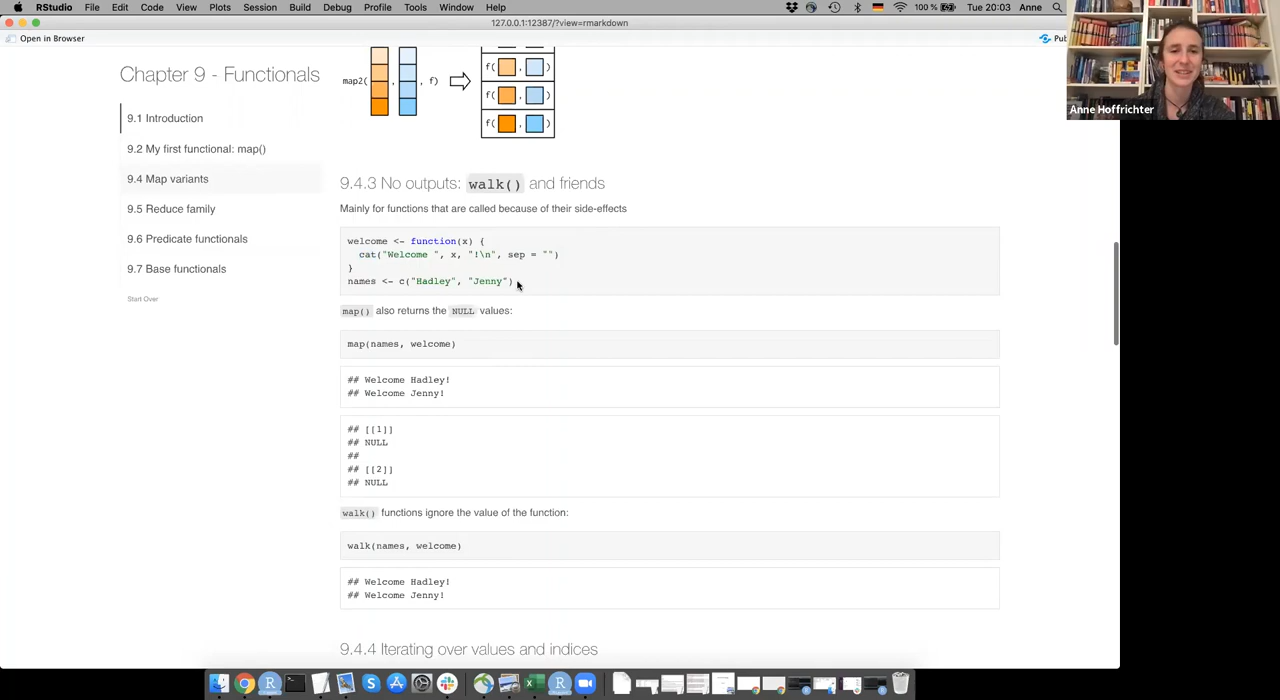 RStudio File Edit Code View Plots Session Build Debug Profile Tools Window Help
100 % Tue 20:03 Anne
127.0.0.1:12387/?view=rmarkdown
Open in Browser
Anne Hoffrichter
Chapter 9 - Functionals
9.1 Introduction
9.2 My first functional: map()
9.4 Map variants
9.5 Reduce family
9.6 Predicate functionals
9.7 Base functionals
Start Over
map2( , , f)
f( , )
f( , )
f( , )
9.4.3 No outputs: walk() and friends
Mainly for functions that are called because of their side-effects
welcome <- function(x) {
cat("Welcome ", x, "!\n", sep = "")
}
names <- c("Hadley", "Jenny")
map() also returns the NULL values:
map(names, welcome)
## Welcome Hadley!
## Welcome Jenny!
## [[1]]
## NULL
##
## [[2]]
## NULL
walk() functions ignore the value of the function:
walk(names, welcome)
## Welcome Hadley!
## Welcome Jenny!
9.4.4 Iterating over values and indices